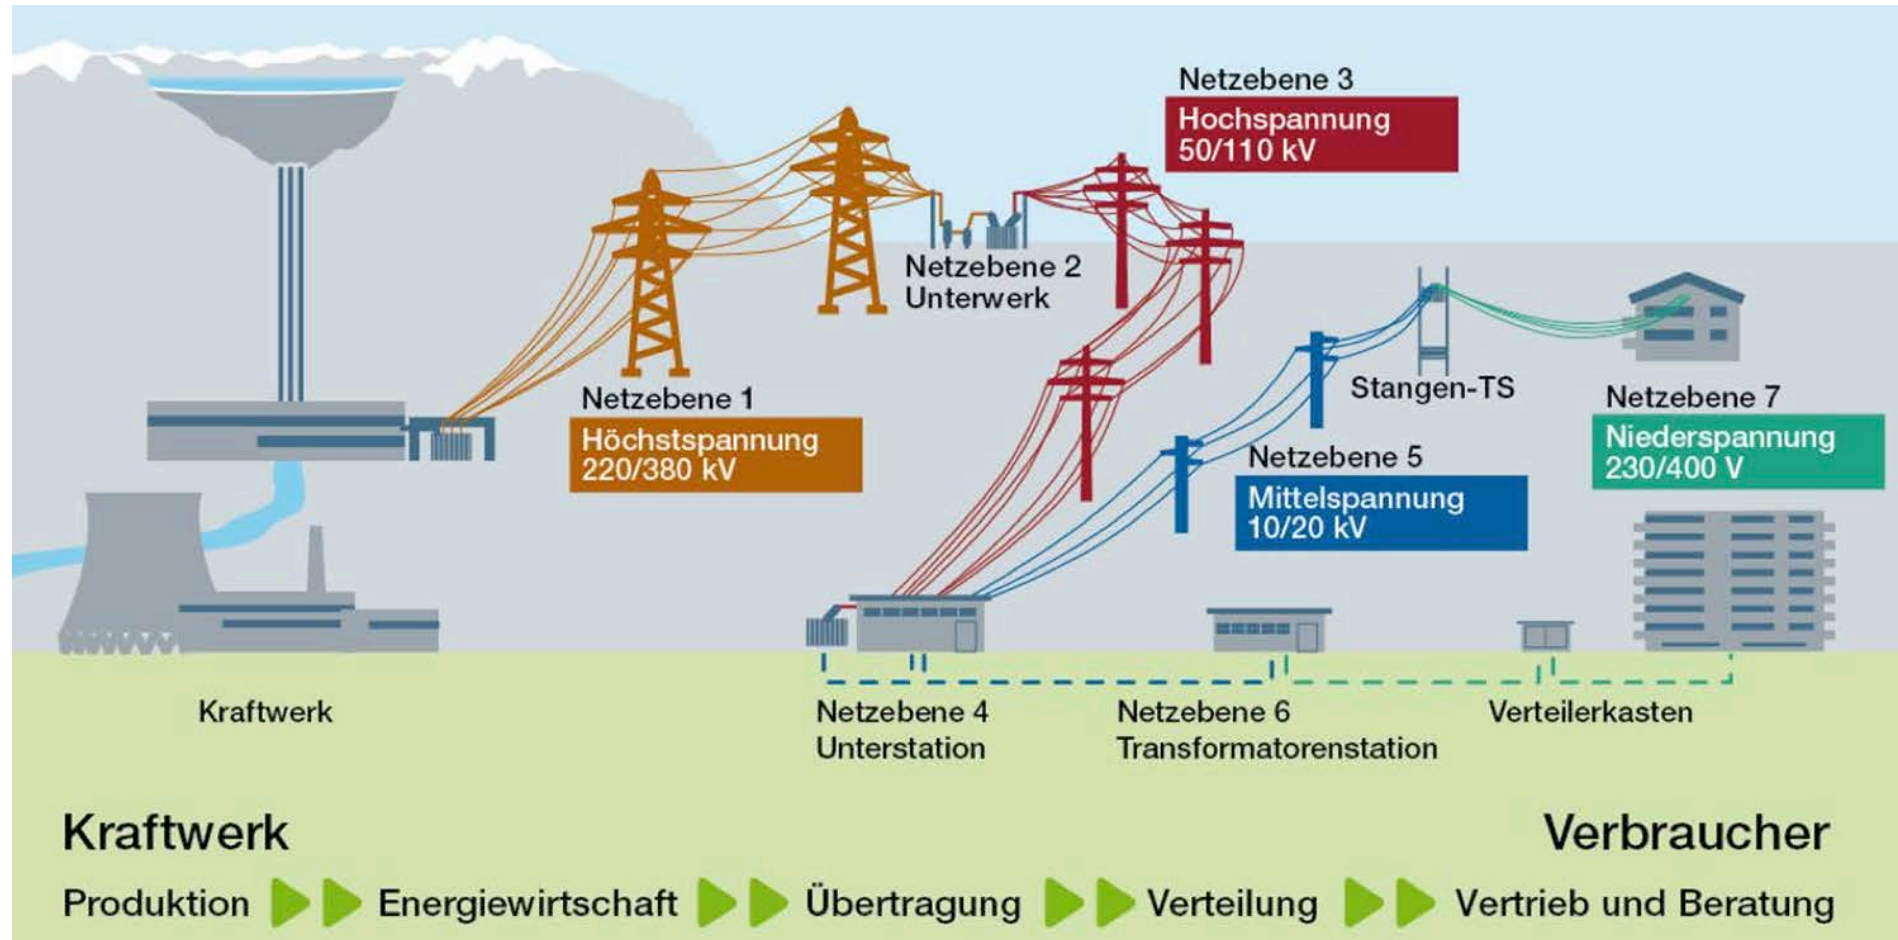 Netzebene 3
Hochspannung
50/110 kV
Netzebene 2
Unterwerk
Netzebene 1
Höchstspannung
220/380 kV
Stangen-TS
Netzebene 7
Niederspannung
230/400 V
Netzebene 5
Mittelspannung
10/20 kV
Kraftwerk
Netzebene 4
Unterstation
Netzebene 6
Transformatorenstation
Verteilerkasten
Kraftwerk
Verbraucher
Produktion
Energiewirtschaft
Übertragung
Verteilung
Vertrieb und Beratung